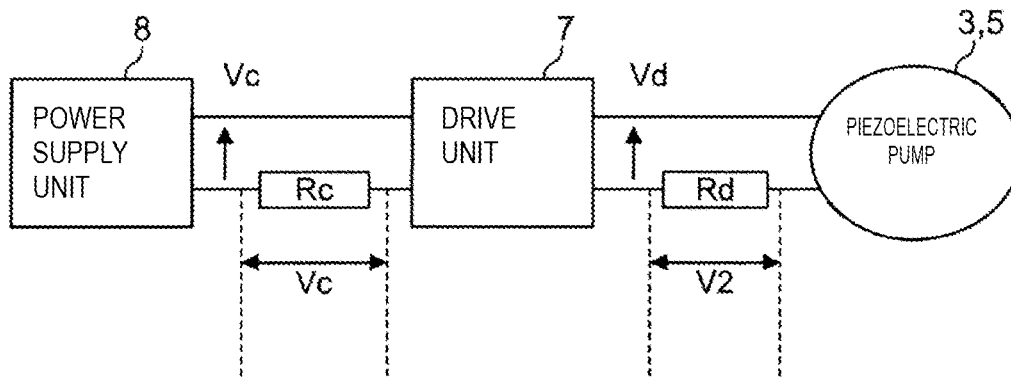 8
7
3,5
Vc
Vd
POWER
SUPPLY
UNIT
DRIVE
UNIT
PIEZOELECTRIC
PUMP
Rc
Rd
Vc
V2